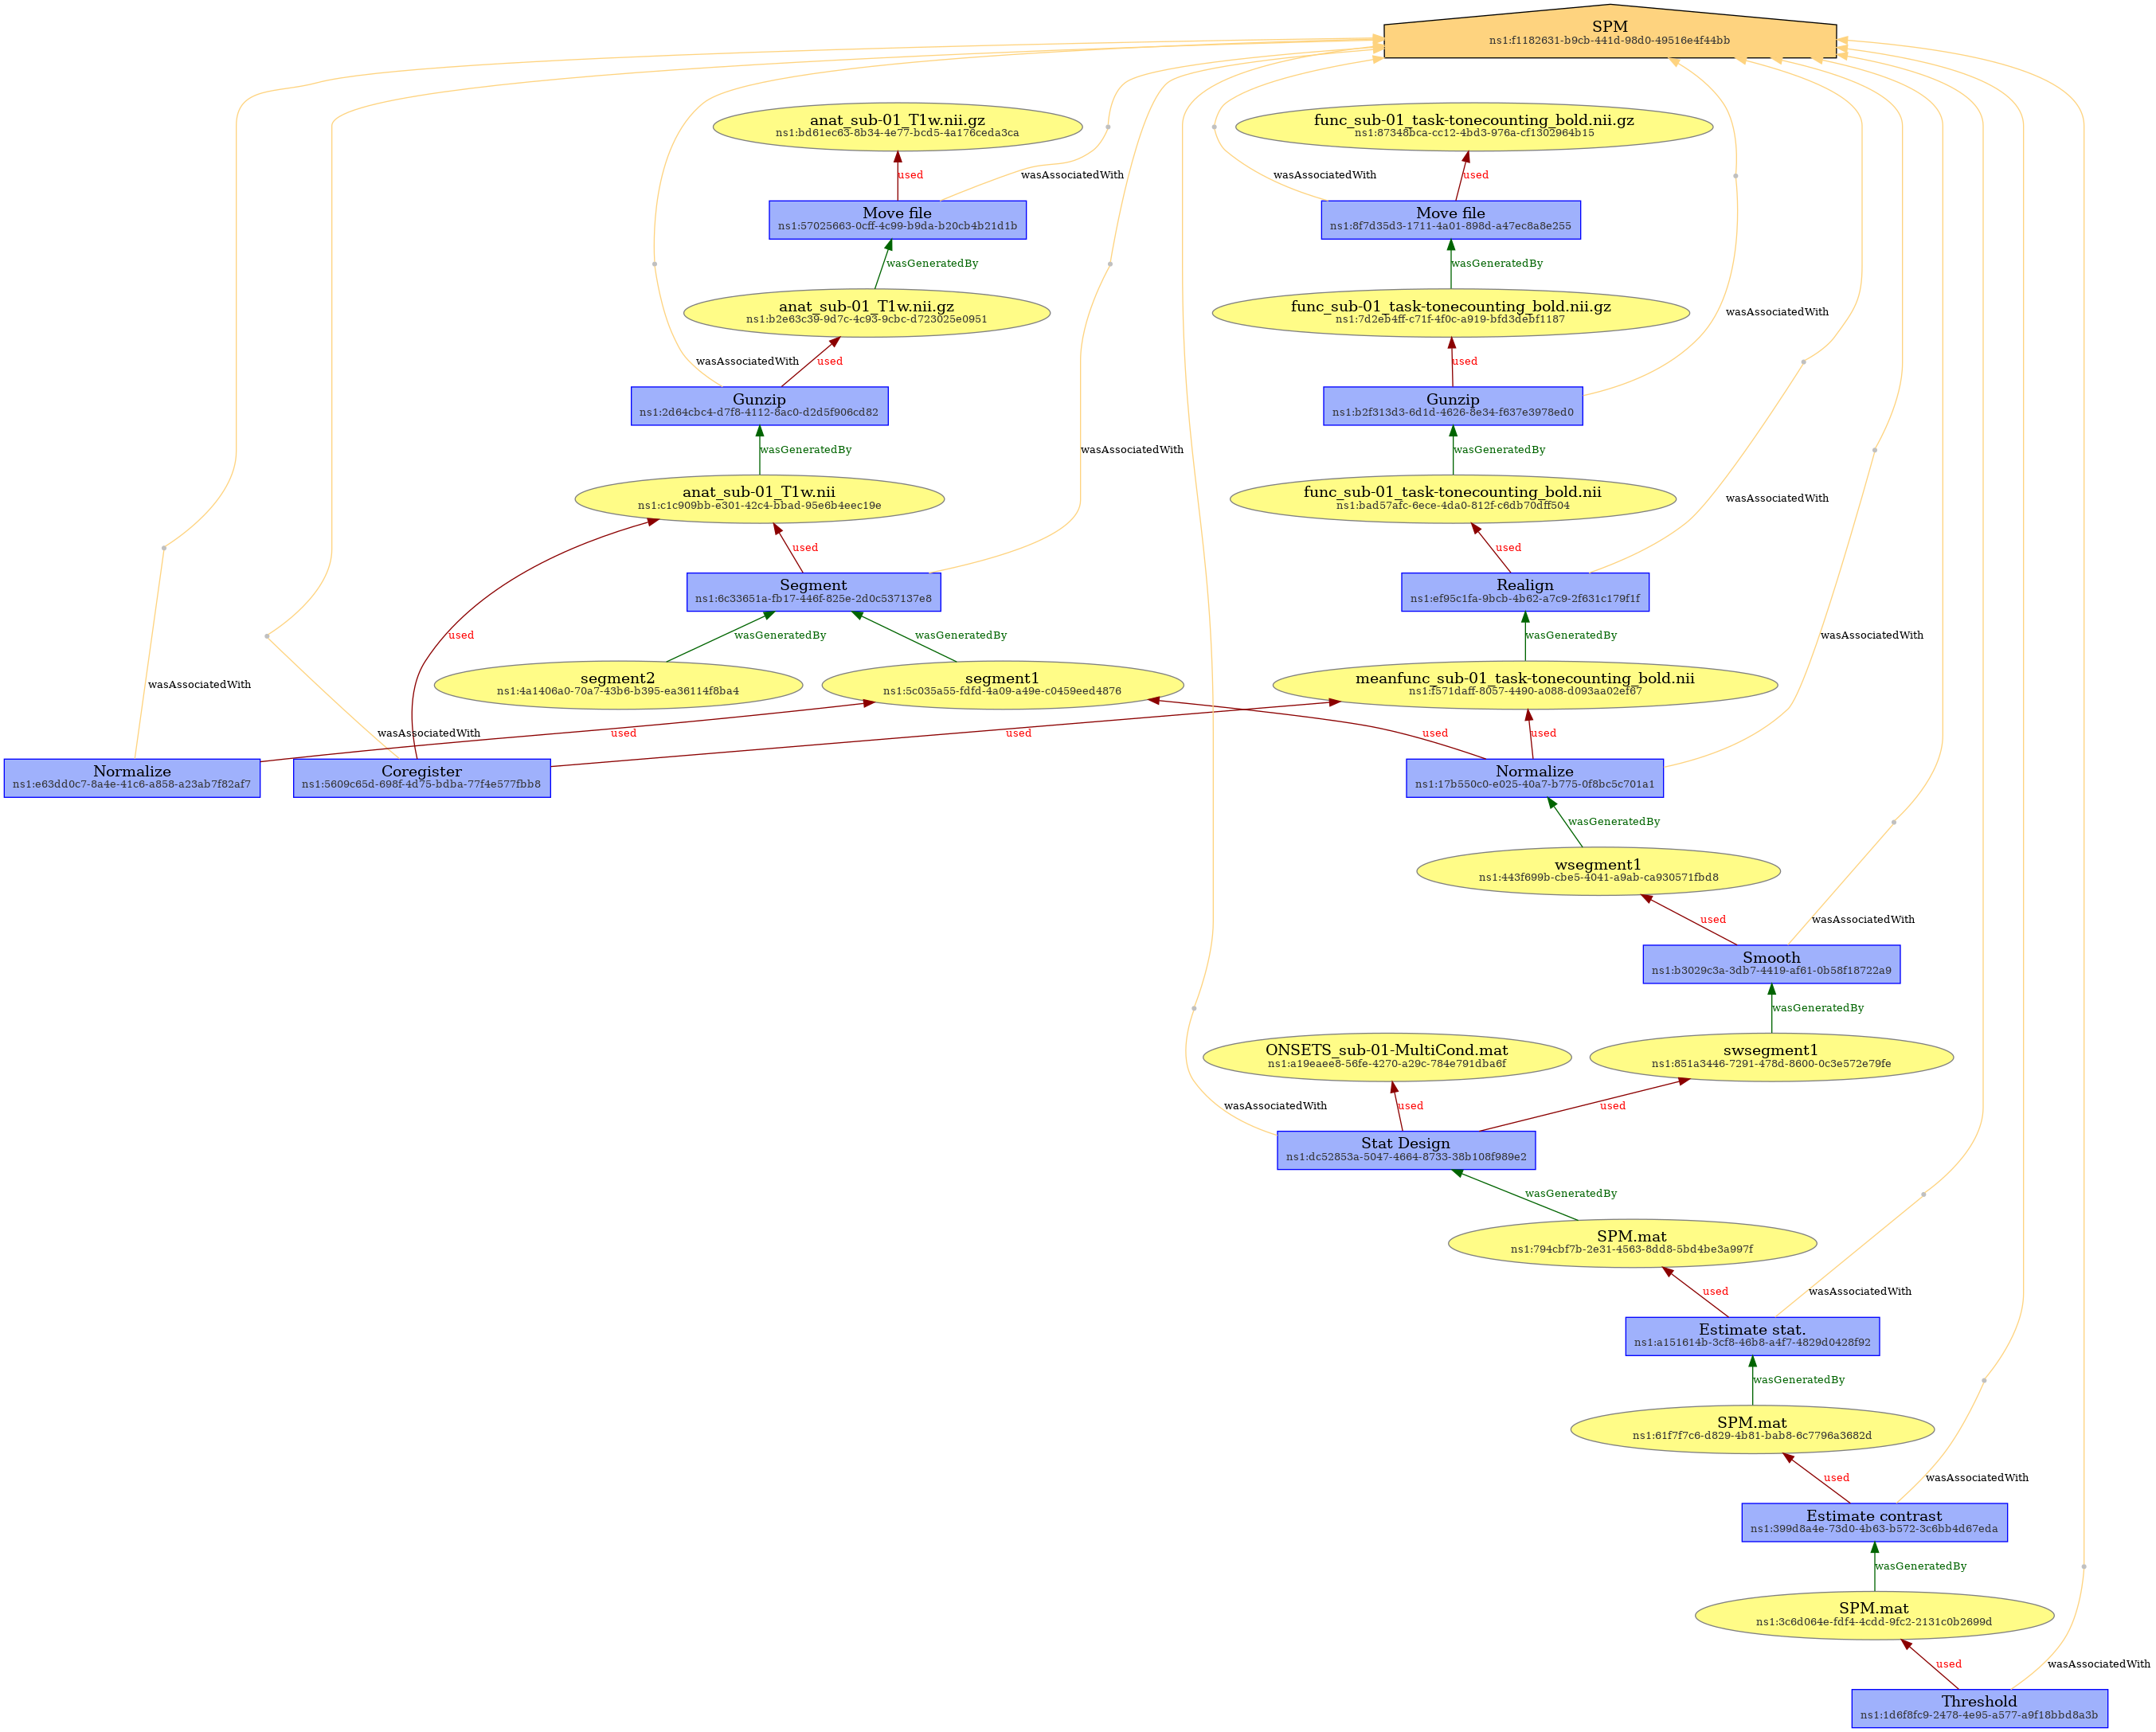 SPM
ns1:f1182631-b9cb-441d-98d0-49516e4f44bb
anat_sub-01_T1w.nii.gz
ns1:bd61ec63-8b34-4e77-bcd5-4a176ceda3ca
func_sub-01_task-tonecounting_bold.nii.gz
ns1:87348bca-cc12-4bd3-976a-cf1302964b15
used
wasAssociatedWith
wasAssociatedWith
used
Move file
ns1:57025663-0cff-4c99-b9da-b20cb4b21d1b
Move file
ns1:8f7d35d3-1711-4a01-898d-a47ec8a8e255
wasGeneratedBy
wasGeneratedBy
anat_sub-01_T1w.nii.gz
ns1:b2e63c39-9d7c-4c93-9cbc-d723025e0951
func_sub-01_task-tonecounting_bold.nii.gz
ns1:7d2eb4ff-c71f-4f0c-a919-bfd3debf1187
wasAssociatedWith
wasAssociatedWith
used
used
Gunzip
ns1:2d64cbc4-d7f8-4112-8ac0-d2d5f906cd82
Gunzip
ns1:b2f313d3-6d1d-4626-8e34-f637e3978ed0
wasGeneratedBy
wasAssociatedWith
wasGeneratedBy
anat_sub-01_T1w.nii
ns1:c1c909bb-e301-42c4-bbad-95e6b4eec19e
func_sub-01_task-tonecounting_bold.nii
ns1:bad57afc-6ece-4da0-812f-c6db70dff504
wasAssociatedWith
used
used
Segment
ns1:6c33651a-fb17-446f-825e-2d0c537137e8
Realign
ns1:ef95c1fa-9bcb-4b62-a7c9-2f631c179f1f
used
wasGeneratedBy
wasGeneratedBy
wasGeneratedBy
wasAssociatedWith
segment2
ns1:4a1406a0-70a7-43b6-b395-ea36114f8ba4
segment1
ns1:5c035a55-fdfd-4a09-a49e-c0459eed4876
meanfunc_sub-01_task-tonecounting_bold.nii
ns1:f571daff-8057-4490-a088-d093aa02ef67
wasAssociatedWith
wasAssociatedWith
used
used
used
used
Normalize
ns1:e63dd0c7-8a4e-41c6-a858-a23ab7f82af7
Coregister
ns1:5609c65d-698f-4d75-bdba-77f4e577fbb8
Normalize
ns1:17b550c0-e025-40a7-b775-0f8bc5c701a1
wasGeneratedBy
wsegment1
ns1:443f699b-cbe5-4041-a9ab-ca930571fbd8
used
wasAssociatedWith
Smooth
ns1:b3029c3a-3db7-4419-af61-0b58f18722a9
wasGeneratedBy
ONSETS_sub-01-MultiCond.mat
ns1:a19eaee8-56fe-4270-a29c-784e791dba6f
swsegment1
ns1:851a3446-7291-478d-8600-0c3e572e79fe
wasAssociatedWith
used
used
Stat Design
ns1:dc52853a-5047-4664-8733-38b108f989e2
wasGeneratedBy
SPM.mat
ns1:794cbf7b-2e31-4563-8dd8-5bd4be3a997f
used
wasAssociatedWith
Estimate stat.
ns1:a151614b-3cf8-46b8-a4f7-4829d0428f92
wasGeneratedBy
SPM.mat
ns1:61f7f7c6-d829-4b81-bab8-6c7796a3682d
used
wasAssociatedWith
Estimate contrast
ns1:399d8a4e-73d0-4b63-b572-3c6bb4d67eda
wasGeneratedBy
SPM.mat
ns1:3c6d064e-fdf4-4cdd-9fc2-2131c0b2699d
used
wasAssociatedWith
Threshold
ns1:1d6f8fc9-2478-4e95-a577-a9f18bbd8a3b